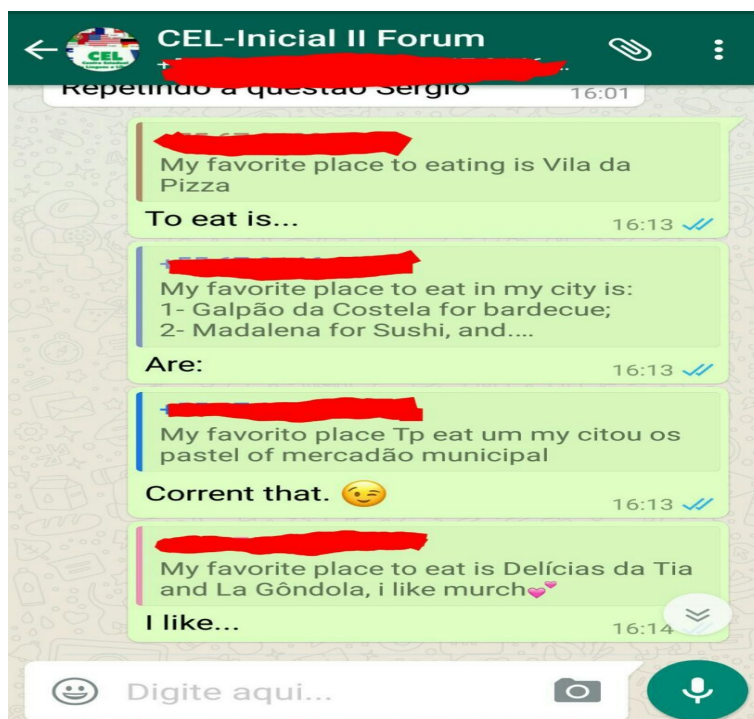 CEL-Inicial II Forum
CEL
Repetindo a questão Sergio
16:01
My favorite place to eating is Vila da
Pizza
To eat is...
16:13
My favorite place to eat in my city is:
1- Galpão da Costela for bardecue;
2- Madalena for Sushi, and....
Are:
16:13
My favorito place Tp eat um my citou os
pastel of mercadão municipal
Corrent that. 😉
16:13
My favorite place to eat is Delícias da Tia
and La Gôndola, i like murch💕
I like...
16:14
Digite aqui...